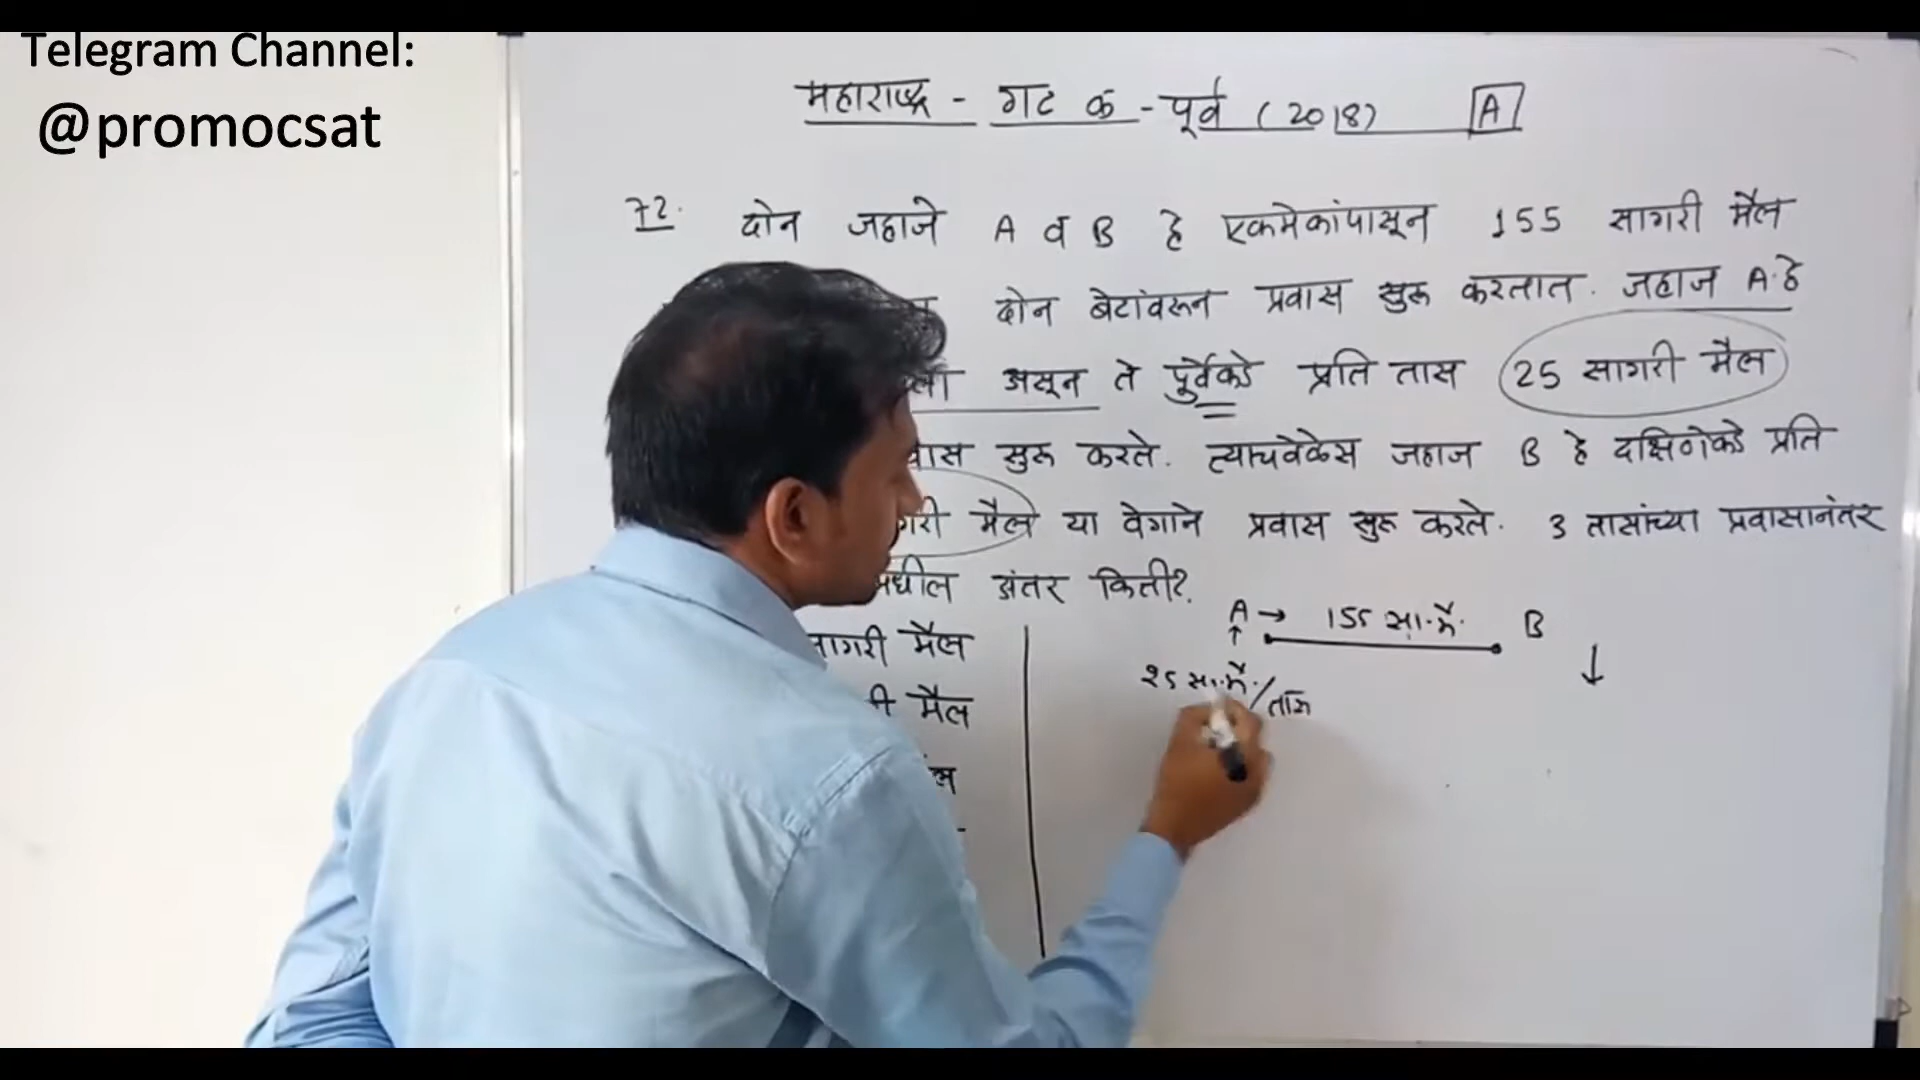 Telegram Channel:
@promocsat
महाराष्ट्र - गट क - पूर्व (2018) A
72. दोन जहाजे A व B हे एकमेकांपासून 155 सागरी मैल
दोन बेटांवरून प्रवास सुरू करतात. जहाज A हे
असून ते पूर्वेकडे प्रति तास 25 सागरी मैल
सुरू करते. त्याचवेळेस जहाज B हे दक्षिणेकडे प्रति
मैल या वेगाने प्रवास सुरू करते. 3 तासांच्या प्रवासानंतर
अंतर किती?
A → 155 सा.मै. B
↑ ↓
सागरी मैल
25 सा.मै./तास
मैल